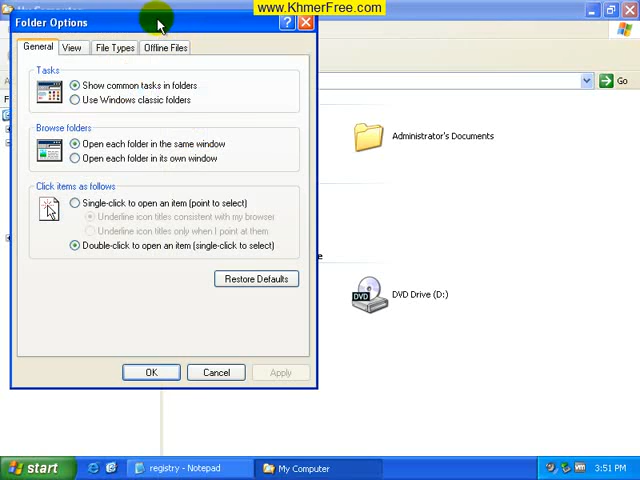 www.KhmerFree.com
Folder Options
General View File Types Offline Files
Tasks
Show common tasks in folders
Use Windows classic folders
Browse folders
Open each folder in the same window
Open each folder in its own window
Click items as follows
Single-click to open an item (point to select)
Underline icon titles consistent with my browser
Underline icon titles only when I point at them
Double-click to open an item (single-click to select)
Restore Defaults
OK Cancel Apply
Go
Administrator's Documents
DVD Drive (D:)
DVD
start registry - Notepad My Computer 3:51 PM